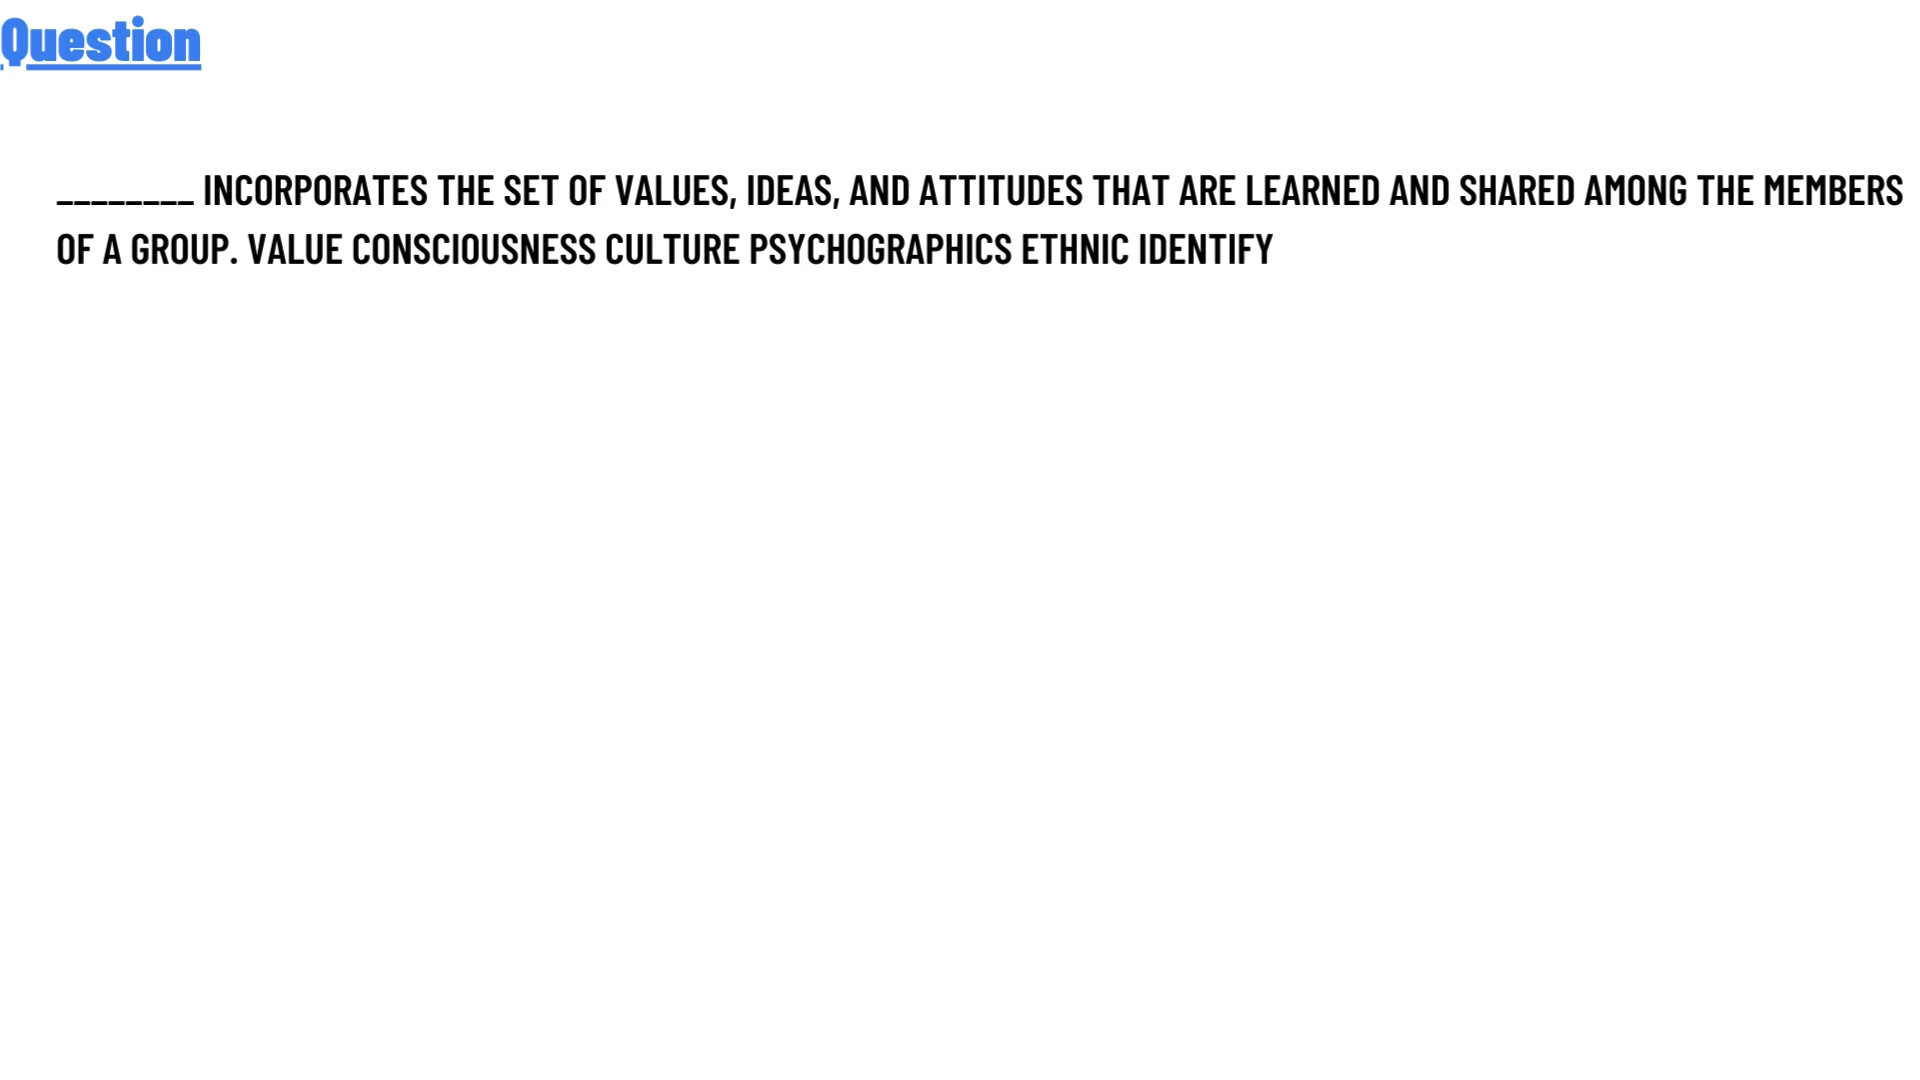 Question
________ INCORPORATES THE SET OF VALUES, IDEAS, AND ATTITUDES THAT ARE LEARNED AND SHARED AMONG THE MEMBERS
OF A GROUP. VALUE CONSCIOUSNESS CULTURE PSYCHOGRAPHICS ETHNIC IDENTIFY